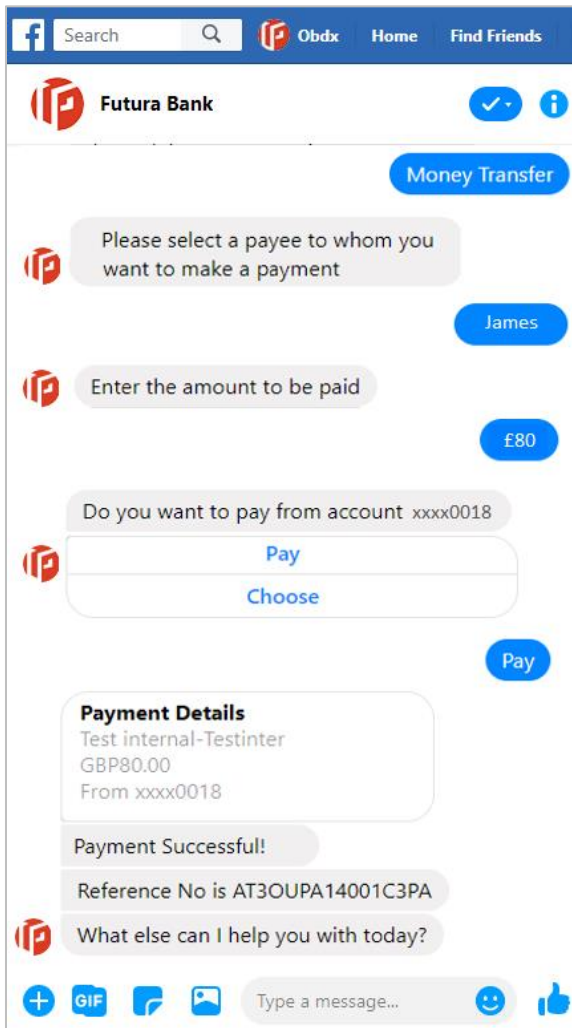 f
Search
Obdx
Home
Find Friends
Futura Bank
Money Transfer
Please select a payee to whom you
want to make a payment
James
Enter the amount to be paid
£80
Do you want to pay from account xxxx0018
Pay
Choose
Pay
Payment Details
Test internal-Testinter
GBP80.00
From xxxx0018
Payment Successful!
Reference No is AT3OUPA14001C3PA
What else can I help you with today?
GIF
Type a message...